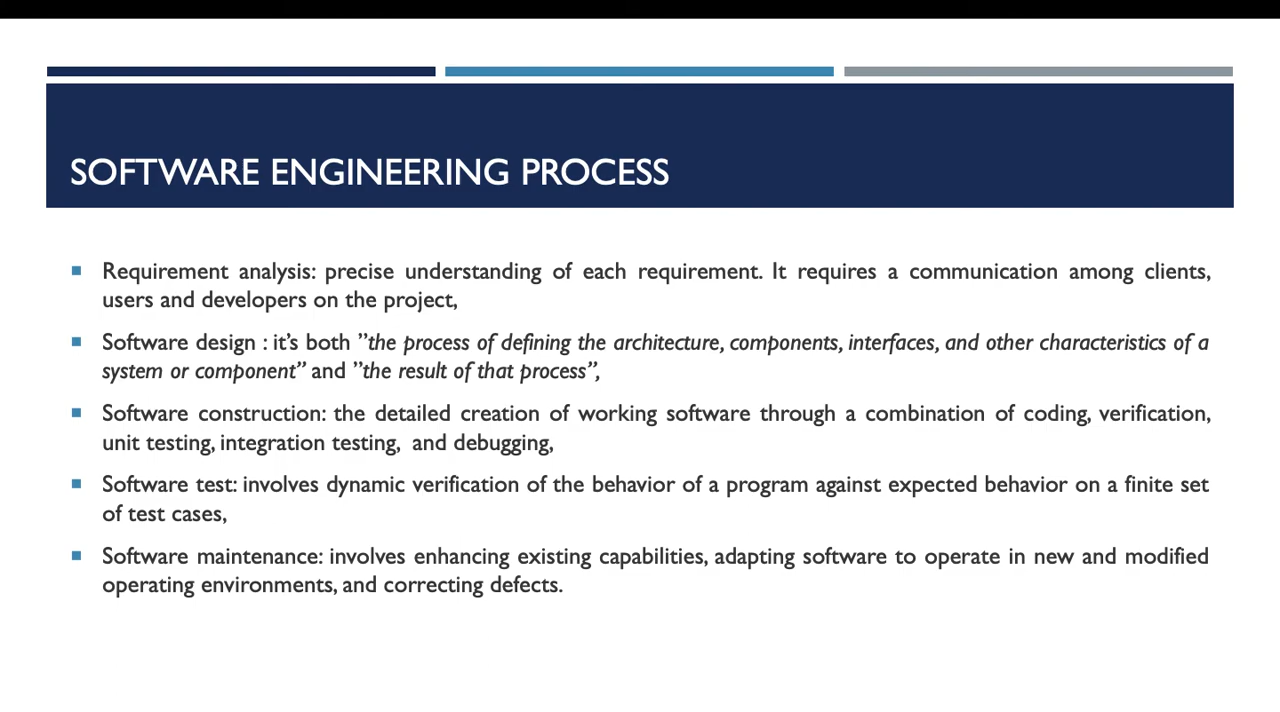 SOFTWARE ENGINEERING PROCESS
Requirement analysis: precise understanding of each requirement. It requires a communication among clients,
users and developers on the project,
Software design : it’s both ”the process of defining the architecture, components, interfaces, and other characteristics of a
system or component” and ”the result of that process”,
Software construction: the detailed creation of working software through a combination of coding, verification,
unit testing, integration testing, and debugging,
Software test: involves dynamic verification of the behavior of a program against expected behavior on a finite set
of test cases,
Software maintenance: involves enhancing existing capabilities, adapting software to operate in new and modified
operating environments, and correcting defects.